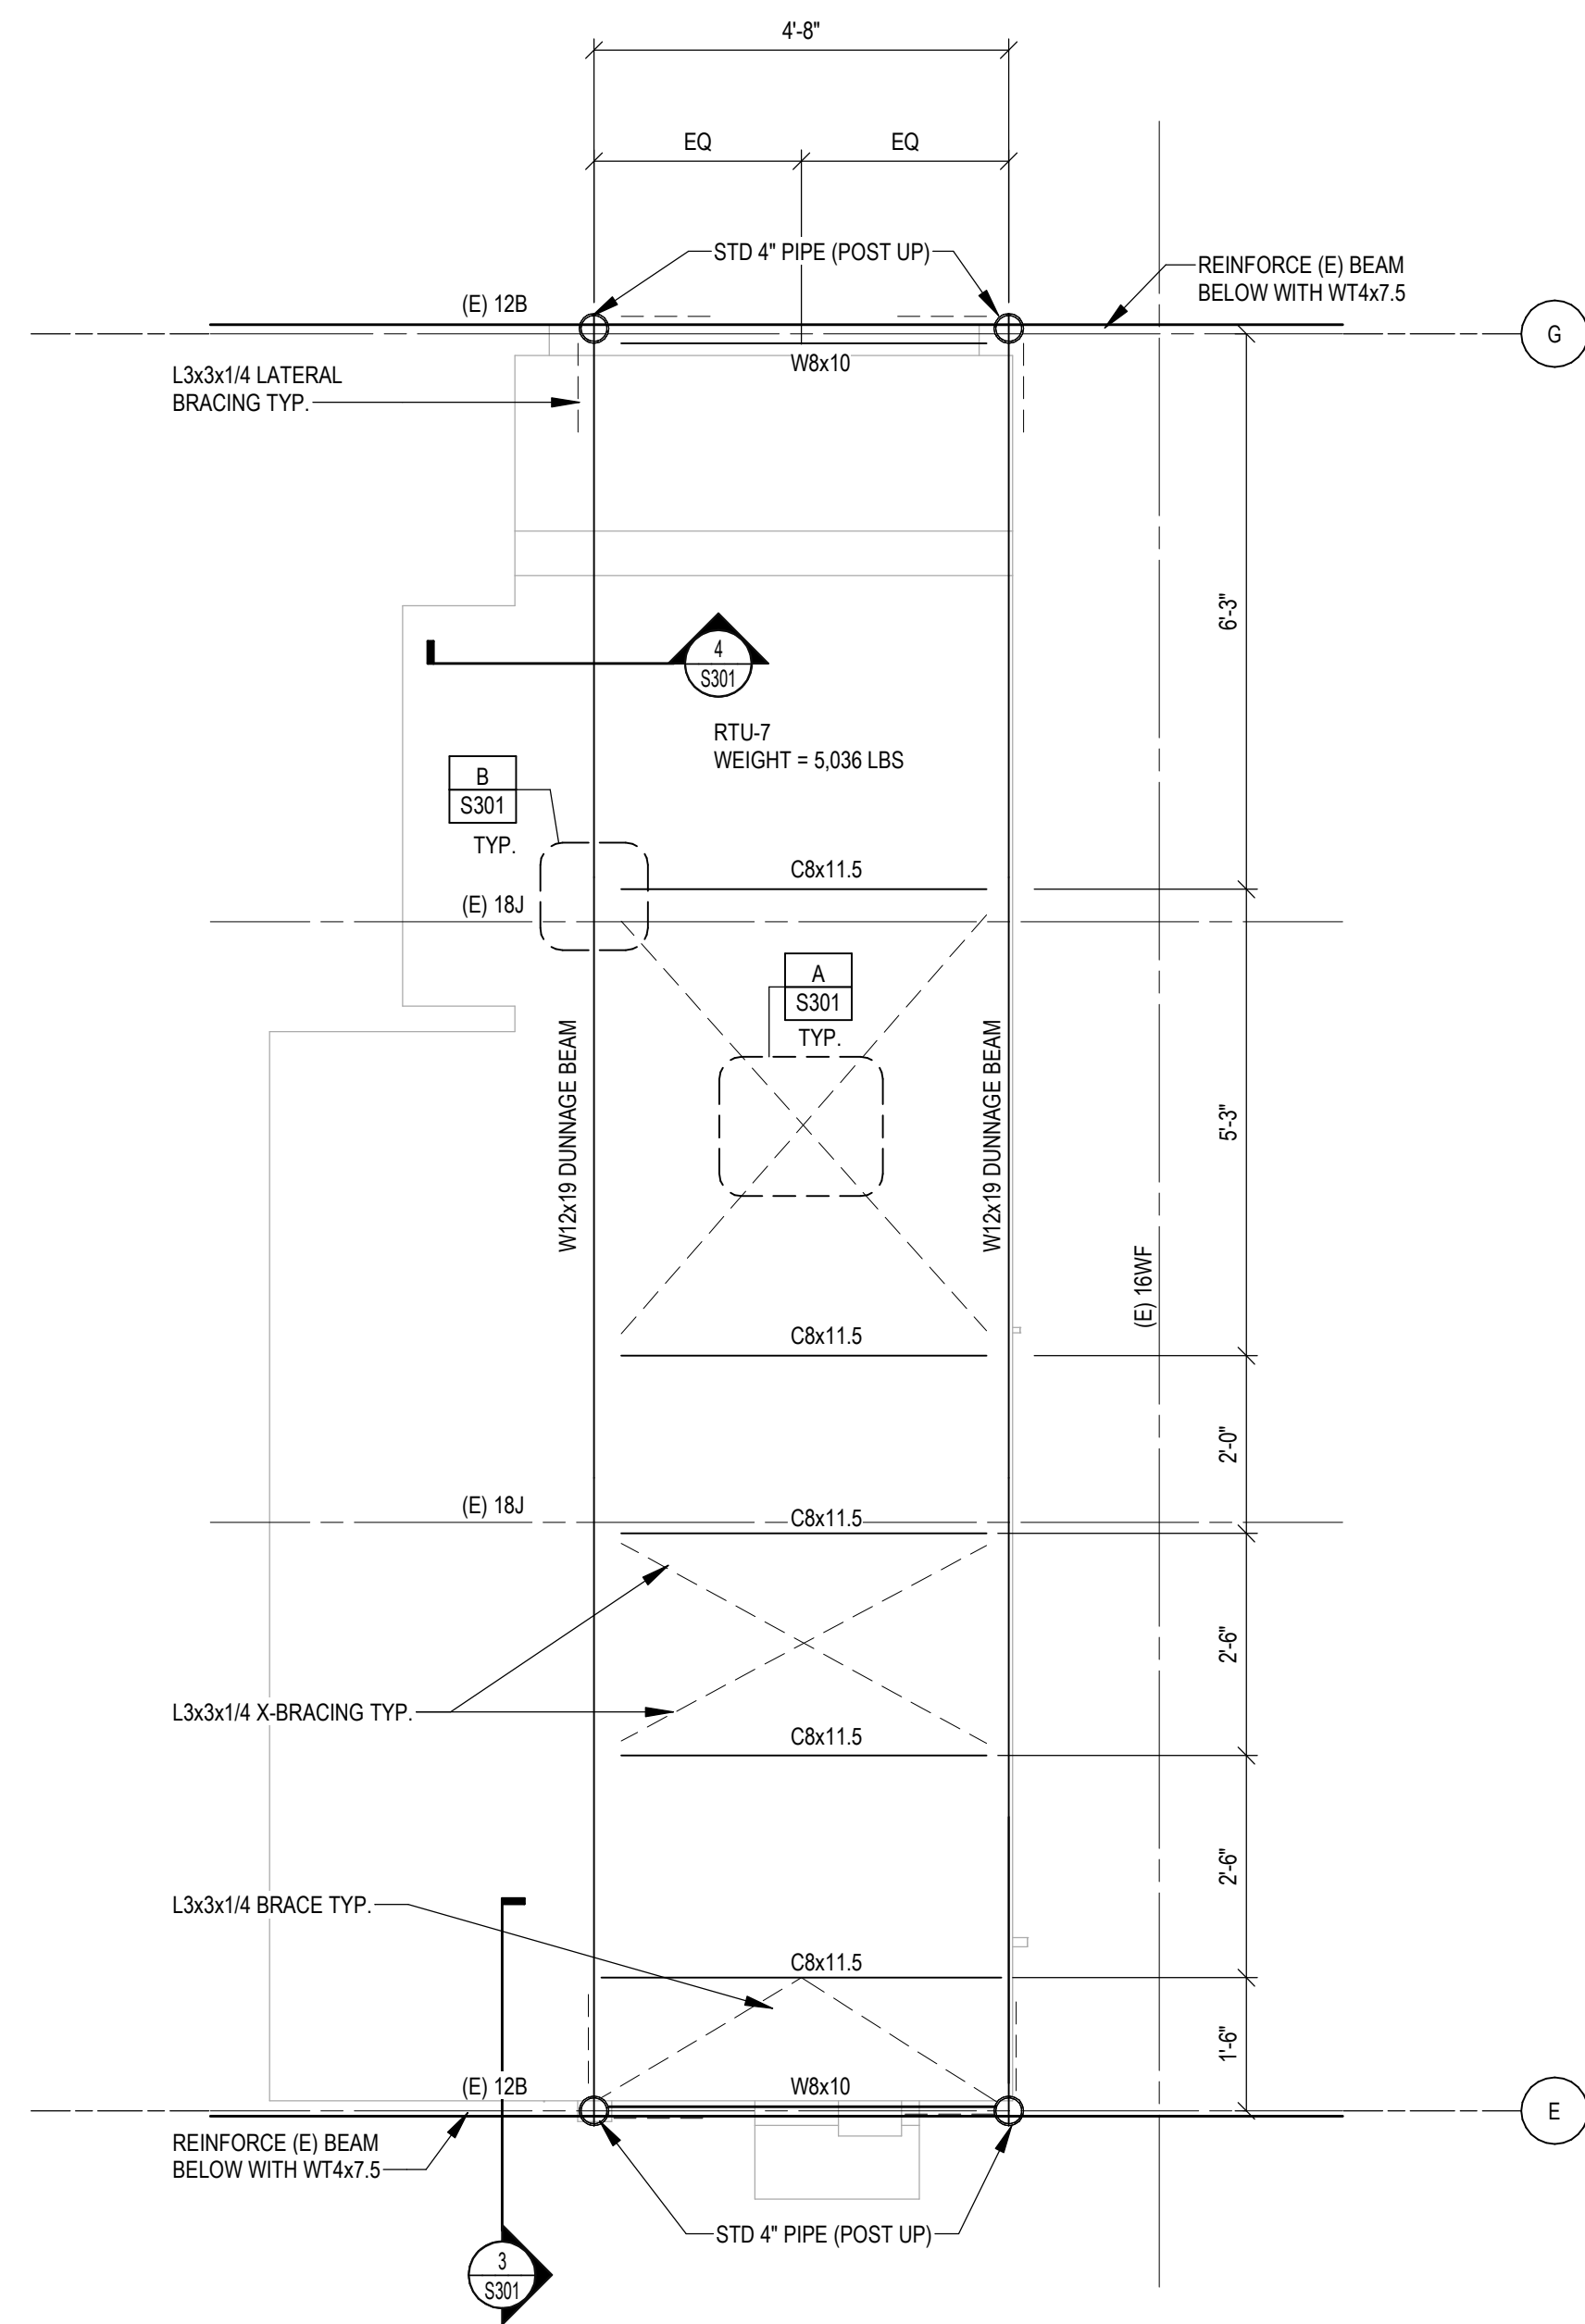 4'-8"
EQ
EQ
STD 4" PIPE (POST UP)
REINFORCE (E) BEAM
BELOW WITH WT4x7.5
(E) 12B
G
W8x10
L3x3x1/4 LATERAL
BRACING TYP.
6'-3"
4
S301
RTU-7
WEIGHT = 5,036 LBS
B
S301
TYP.
C8x11.5
(E) 18J
A
S301
TYP.
W12x19 DUNNAGE BEAM
W12x19 DUNNAGE BEAM
5'-3"
(E) 16WF
C8x11.5
2'-0"
(E) 18J
C8x11.5
2'-6"
L3x3x1/4 X-BRACING TYP.
C8x11.5
2'-6"
L3x3x1/4 BRACE TYP.
C8x11.5
1'-6"
(E) 12B
W8x10
E
REINFORCE (E) BEAM
BELOW WITH WT4x7.5
STD 4" PIPE (POST UP)
3
S301